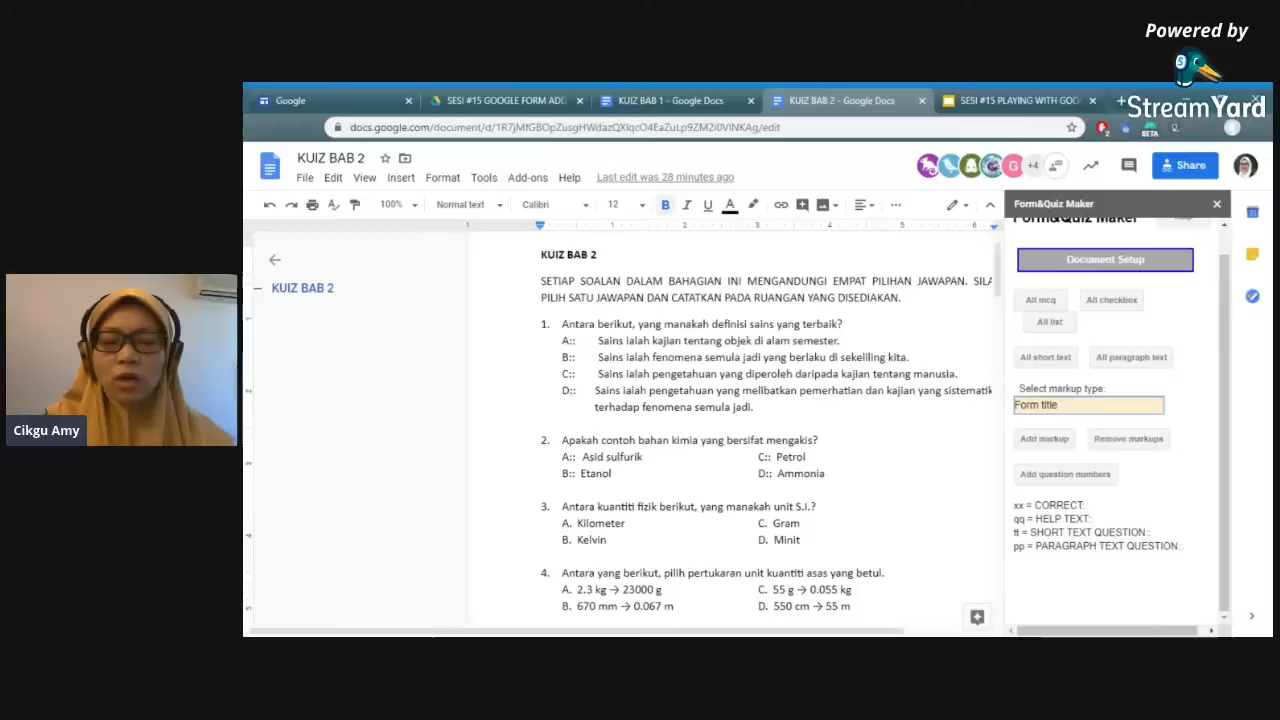 Powered by
StreamYard
Google
SESI #15 GOOGLE FORM ADD
KUIZ BAB 1 - Google Docs
KUIZ BAB 2 - Google Docs
SESI #15 PLAYING WITH GOO
BETA
KUIZ BAB 2
File Edit View Insert Format Tools Add-ons Help Last edit was 28 minutes ago
+4
Share
100% Normal text Calibri 12 B I U A
Form&Quiz Maker
Form&Quiz Maker
Document Setup
All mcq All checkbox
All list
All short text All paragraph text
Select markup type:
Form title
Add markup Remove markups
Add question numbers
xx = CORRECT::
qq = HELP TEXT::
tt = SHORT TEXT QUESTION::
pp = PARAGRAPH TEXT QUESTION::
KUIZ BAB 2
KUIZ BAB 2
SETIAP SOALAN DALAM BAHAGIAN INI MENGANDUNGI EMPAT PILIHAN JAWAPAN. SILA
PILIH SATU JAWAPAN DAN CATATKAN PADA RUANGAN YANG DISEDIAKAN.
1. Antara berikut, yang manakah definisi sains yang terbaik?
A:: Sains ialah kajian tentang objek di alam semester.
B:: Sains ialah fenomena semula jadi yang berlaku di sekeliling kita.
C:: Sains ialah pengetahuan yang diperoleh daripada kajian tentang manusia.
D:: Sains ialah pengetahuan yang melibatkan pemerhatian dan kajian yang sistematik
terhadap fenomena semula jadi.
2. Apakah contoh bahan kimia yang bersifat mengakis?
A:: Asid sulfurik C:: Petrol
B:: Etanol D:: Ammonia
3. Antara kuantiti fizik berikut, yang manakah unit S.I.?
A. Kilometer C. Gram
B. Kelvin D. Minit
4. Antara yang berikut, pilih pertukaran unit kuantiti asas yang betul.
A. 2.3 kg → 23000 g C. 55 g → 0.055 kg
B. 670 mm → 0.067 m D. 550 cm → 55 m
Cikgu Amy